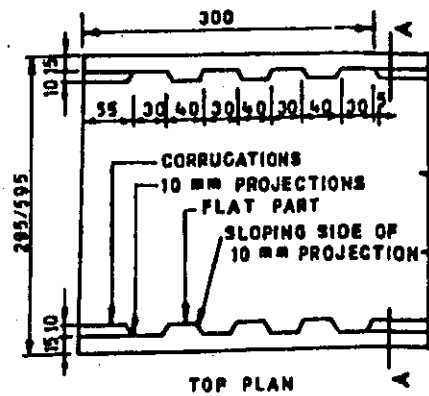 300
A
15
10
55 30 40 30 40 30 40 30 5
295/595
CORRUGATIONS
10 mm PROJECTIONS
FLAT PART
SLOPING SIDE OF
10 mm PROJECTION
10
15
A
TOP PLAN